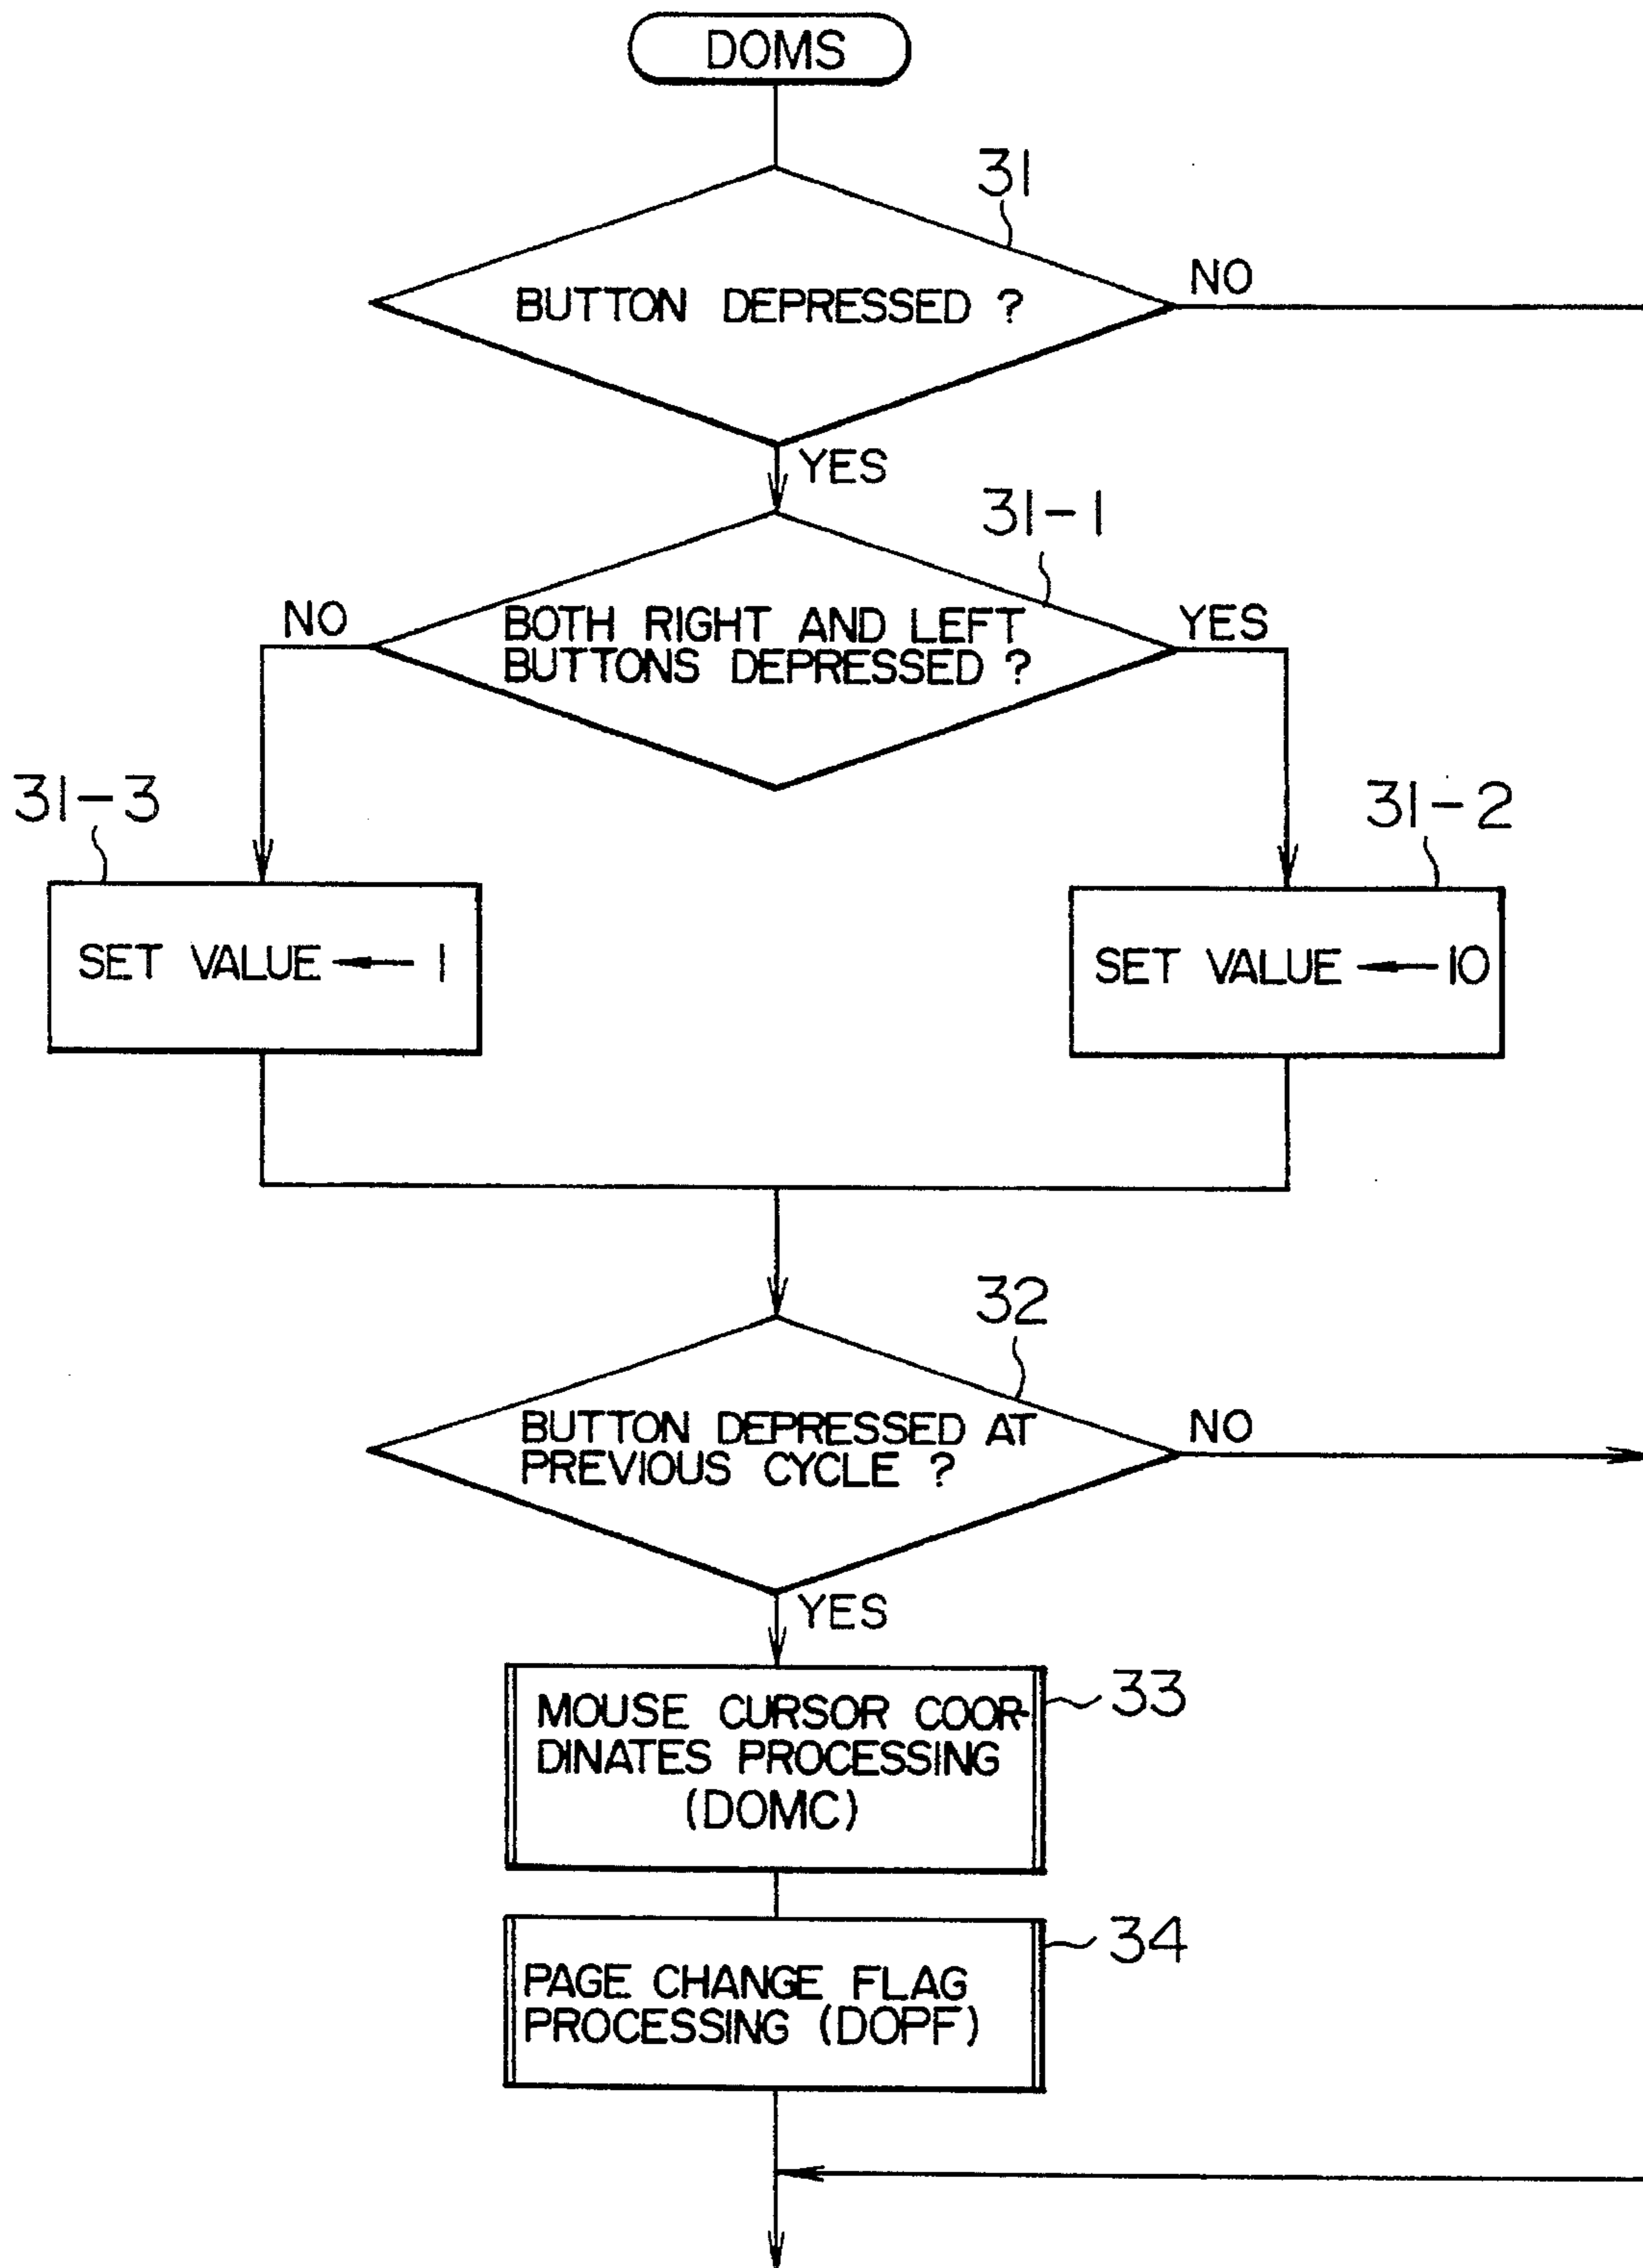 DOMS
31
BUTTON DEPRESSED ?
NO
YES
31-1
NO
BOTH RIGHT AND LEFT
BUTTONS DEPRESSED ?
YES
31-3
31-2
SET VALUE ← 1
SET VALUE ← 10
32
BUTTON DEPRESSED AT
PREVIOUS CYCLE ?
NO
YES
MOUSE CURSOR COOR-
DINATES PROCESSING
(DOMC)
33
PAGE CHANGE FLAG
PROCESSING (DOPF)
34